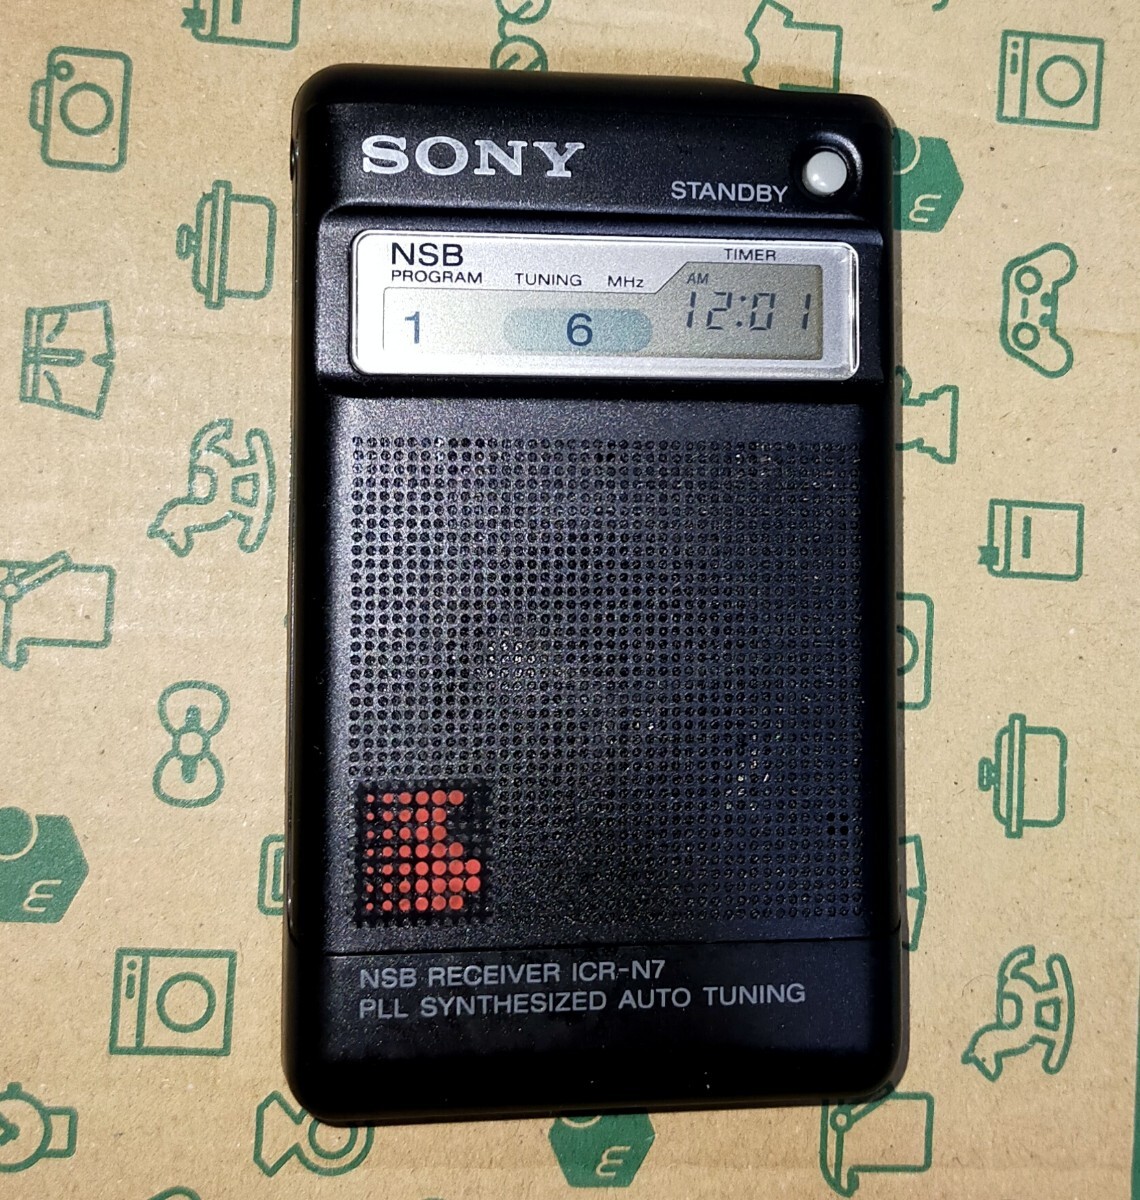 SONY
STANDBY
NSB
PROGRAM TUNING MHz TIMER
1 6 AM 12:01
NSB RECEIVER ICR-N7
PLL SYNTHESIZED AUTO TUNING